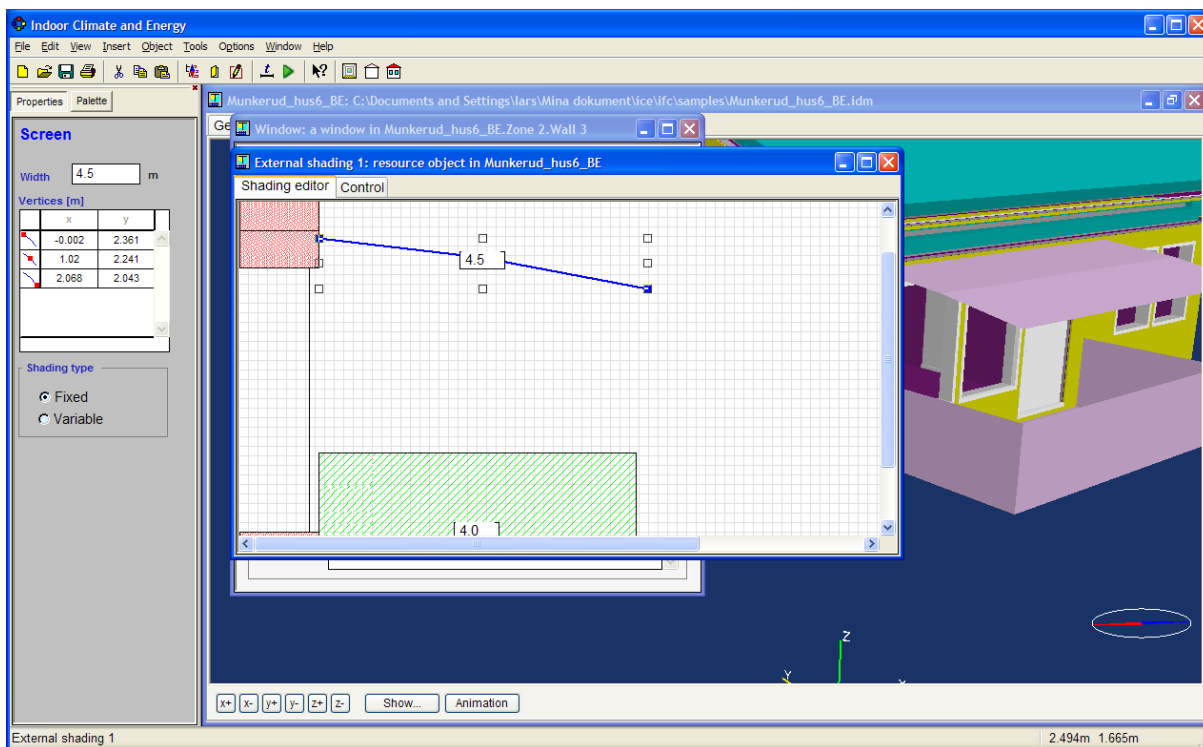 Indoor Climate and Energy
File Edit View Insert Object Tools Options Window Help
Properties Palette
Munkerud_hus6_BE: C:\Documents and Settings\lars\Mina dokument\ice\ifc\samples\Munkerud_hus6_BE.idm
Ge
Window: a window in Munkerud_hus6_BE.Zone 2.Wall 3
External shading 1: resource object in Munkerud_hus6_BE
Shading editor Control
Screen
Width 4.5 m
Vertices [m]
x y
-0.002 2.361
1.02 2.241
2.068 2.043
Shading type
Fixed
Variable
4.5
4.0
Z
Y
x+ x- y+ y- z+ z- Show... Animation
External shading 1 2.494m 1.665m